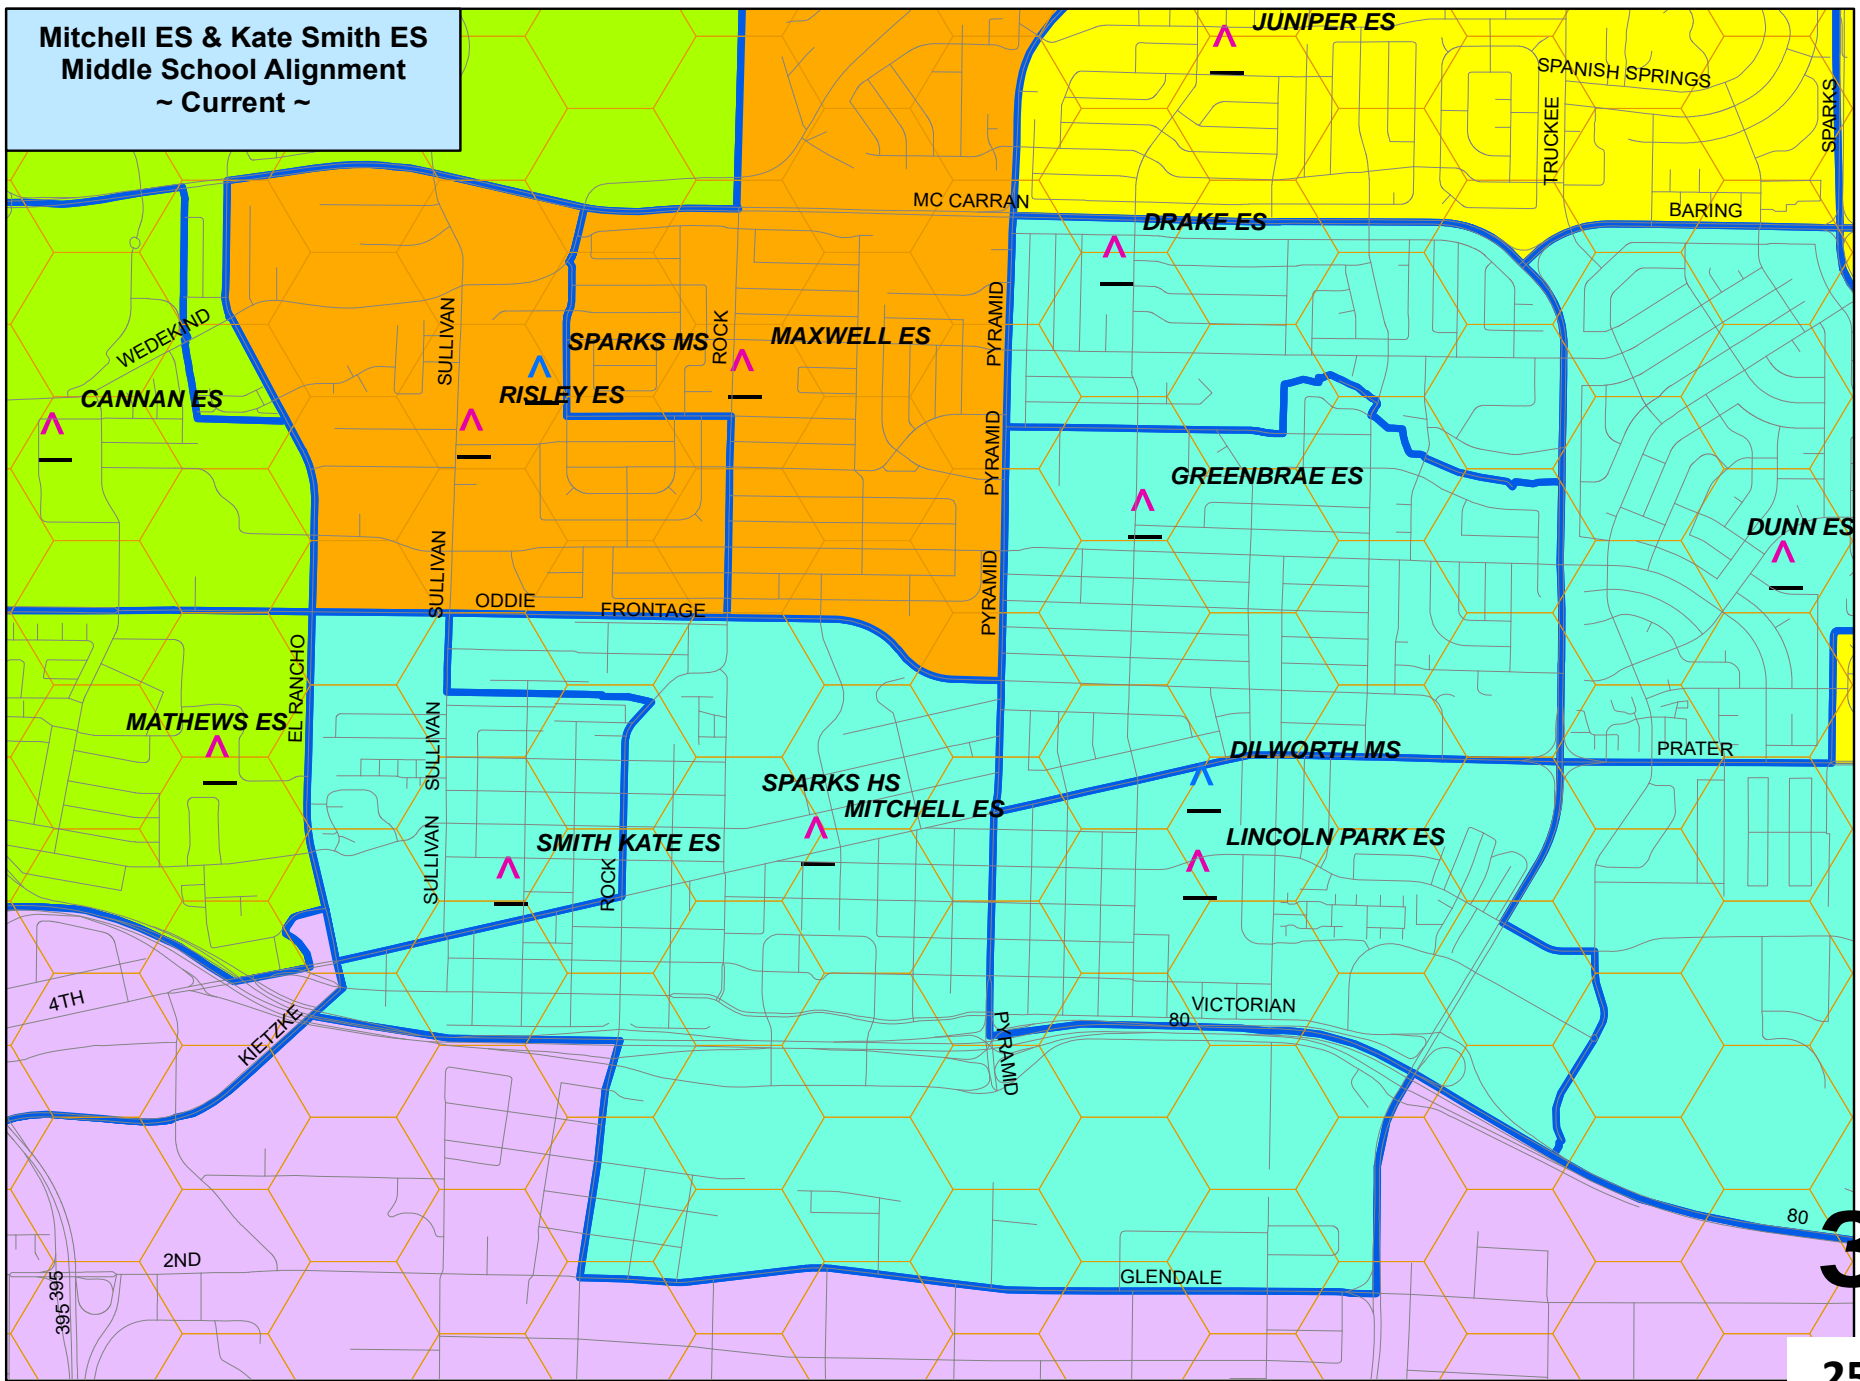 Mitchell ES & Kate Smith ES
Middle School Alignment
~ Current ~
JUNIPER ES
SPANISH SPRINGS
TRUCKEE
SPARKS
MC CARRAN
BARING
DRAKE ES
WEDEKIND
SULLIVAN
SPARKS MS
ROCK
MAXWELL ES
PYRAMID
CANNAN ES
RISLEY ES
PYRAMID
GREENBRAE ES
DUNN ES
SULLIVAN
ODDIE
FRONTAGE
PYRAMID
EL RANCHO
MATHEWS ES
SULLIVAN
DILWORTH MS
PRATER
SPARKS HS
MITCHELL ES
SULLIVAN
SMITH KATE ES
ROCK
LINCOLN PARK ES
4TH
KIETZKE
VICTORIAN
80
PYRAMID
80
3
2ND
GLENDALE
395
395
25